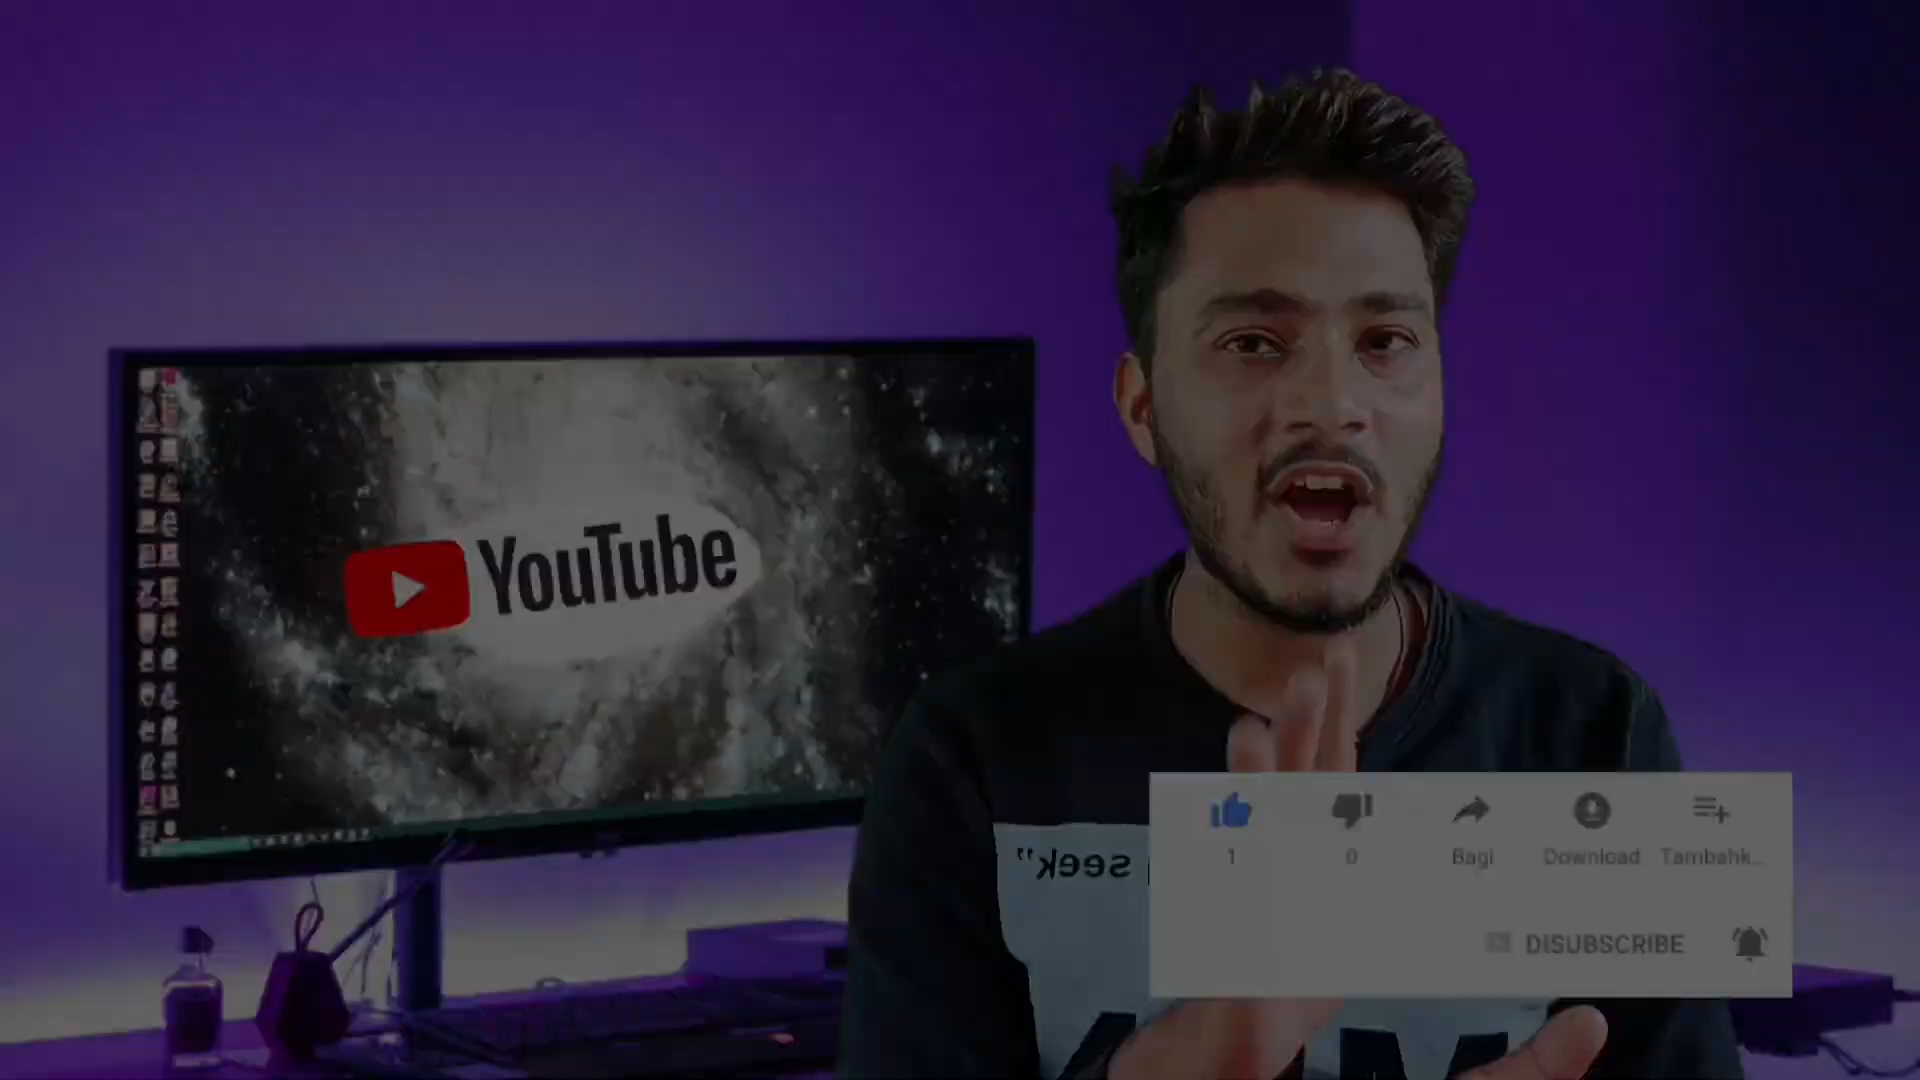 YouTube
seek"
1
0
Bagi
Download
Tambahk...
DISUBSCRIBE